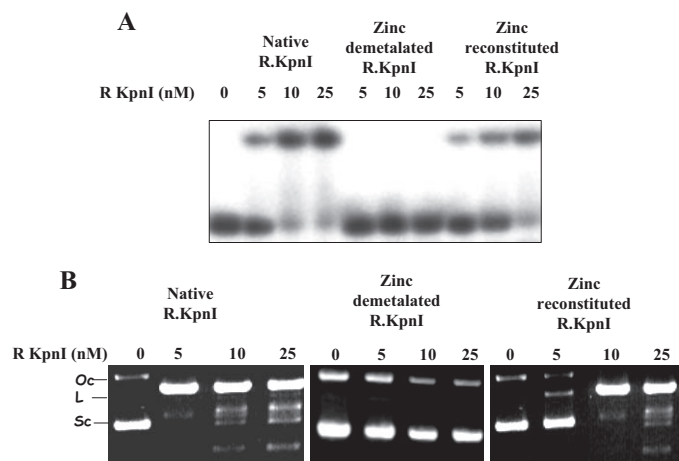 A
Native Zinc Zinc
R.KpnI demetalated reconstituted
R.KpnI R.KpnI
R KpnI (nM) 0 5 10 25 5 10 25 5 10 25
B
Native Zinc Zinc
R.KpnI demetalated reconstituted
R.KpnI R.KpnI
R KpnI (nM) 0 5 10 25 0 5 10 25 0 5 10 25
Oc
L
Sc